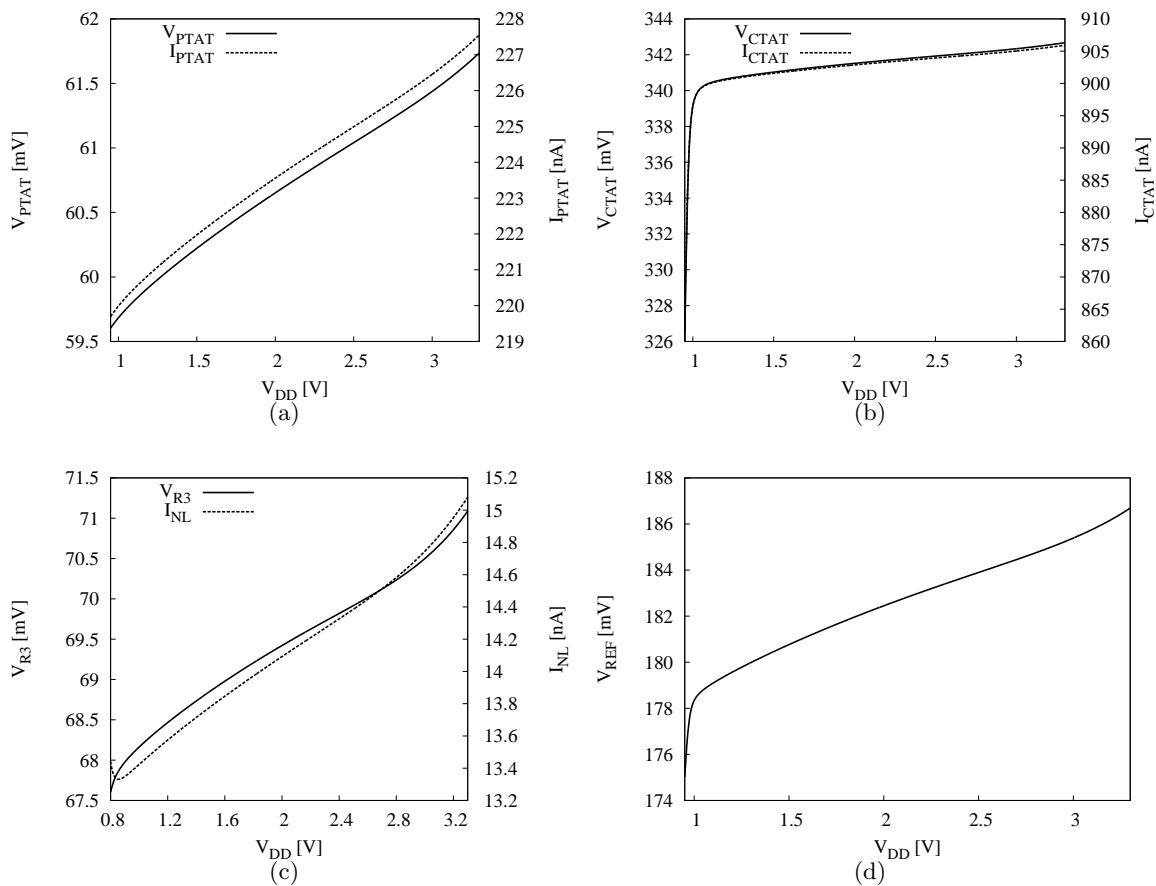 62
61.5
61
60.5
60
59.5
V_PTAT [mV]
V_PTAT
I_PTAT
228
227
226
225
224
223
222
221
220
219
I_PTAT [nA]
1 1.5 2 2.5 3
V_DD [V]
(a)
344
342
340
338
336
334
332
330
328
326
V_CTAT [mV]
V_CTAT
I_CTAT
910
905
900
895
890
885
880
875
870
865
860
I_CTAT [nA]
1 1.5 2 2.5 3
V_DD [V]
(b)
71.5
71
70.5
70
69.5
69
68.5
68
67.5
V_R3 [mV]
V_R3
I_NL
15.2
15
14.8
14.6
14.4
14.2
14
13.8
13.6
13.4
13.2
I_NL [nA]
0.8 1.2 1.6 2 2.4 2.8 3.2
V_DD [V]
(c)
188
186
184
182
180
178
176
174
V_REF [mV]
1 1.5 2 2.5 3
V_DD [V]
(d)